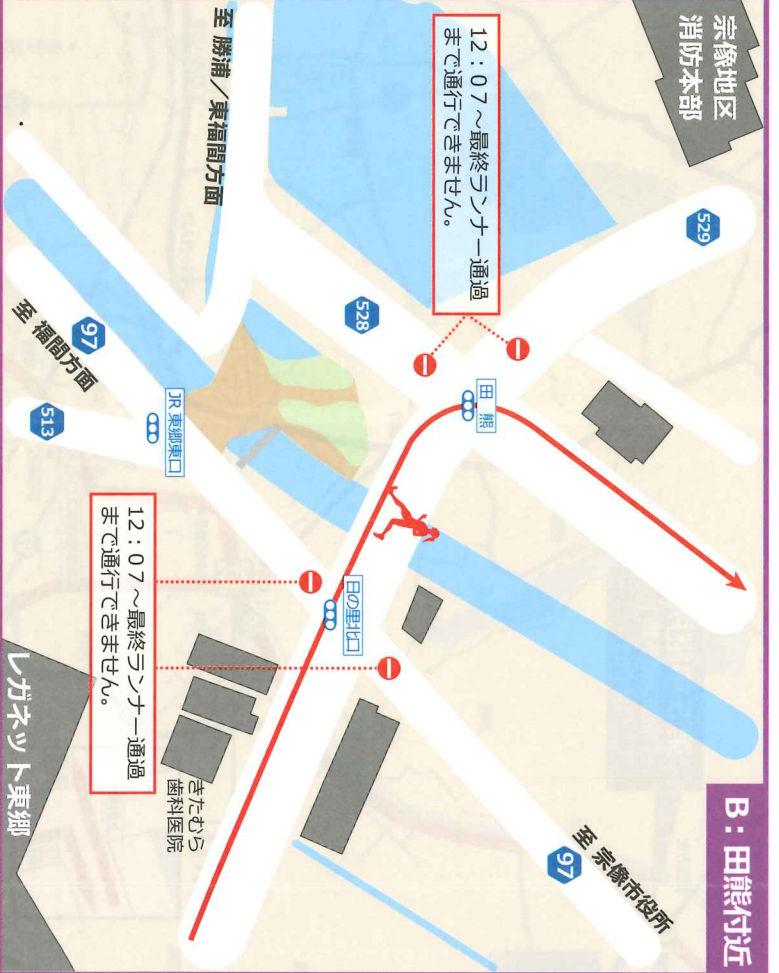 B：田熊付近
宗像地区
消防本部
529
12：07～最終ランナー通過
まで通行できません。
528
至 勝浦／東福間方面
田 熊
97
至 福間方面
513
JR 東郷東口
日の里北口
12：07～最終ランナー通過
まで通行できません。
きたむら
歯科医院
レガネット東郷
至 宗像市役所
97